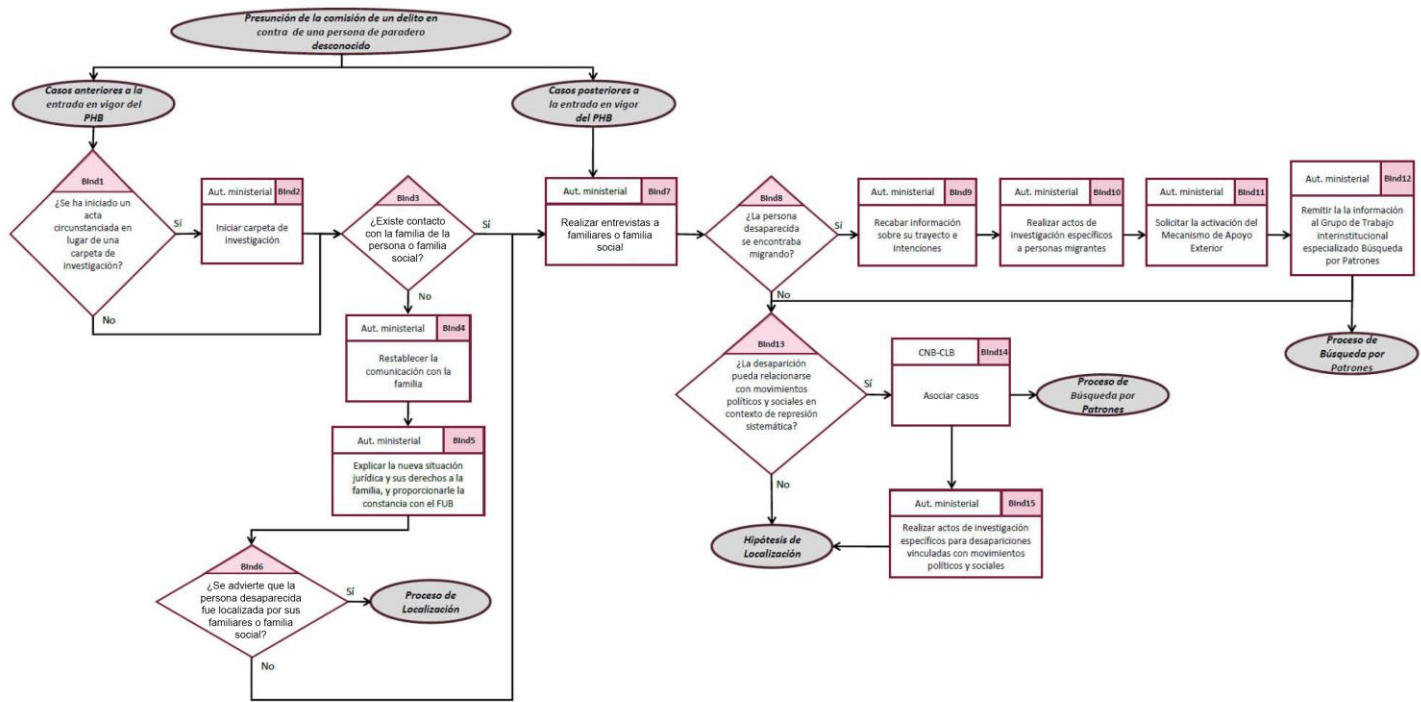 Presunción de la comisión de un delito en
contra de una persona de paradero
desconocido
Casos anteriores a la
entrada en vigor del
PHB
Casos posteriores a
la entrada en vigor
del PHB
BInd1
¿Se ha iniciado un
acta
circunstanciada en
lugar de una
carpeta de
investigación?
Sí
No
Aut. ministerial
BInd2
Iniciar carpeta de
investigación
BInd3
¿Existe contacto
con la familia de la
persona o familia
social?
Sí
No
Aut. ministerial
BInd4
Restablecer la
comunicación con la
familia
Aut. ministerial
BInd5
Explicar la nueva situación
jurídica y sus derechos a la
familia, y proporcionarle la
constancia con el FUB
BInd6
¿Se advierte que la
persona desaparecida
fue localizada por sus
familiares o familia
social?
Sí
No
Proceso de
Localización
Aut. ministerial
BInd7
Realizar entrevistas a
familiares o familia
social
BInd8
¿La persona
desaparecida
se encontraba
migrando?
Sí
No
Aut. ministerial
BInd9
Recabar información
sobre su trayecto e
intenciones
Aut. ministerial
BInd10
Realizar actos de
investigación específicos
a personas migrantes
Aut. ministerial
BInd11
Solicitar la activación del
Mecanismo de Apoyo
Exterior
Aut. ministerial
BInd12
Remitir la la información
al Grupo de Trabajo
interinstitucional
especializado Búsqueda
por Patrones
Proceso de
Búsqueda por
Patrones
BInd13
¿La desaparición
pueda relacionarse
con movimientos
políticos y sociales en
contexto de represión
sistemática?
Sí
No
CNB-CLB
BInd14
Asociar casos
Proceso de
Búsqueda por
Patrones
Aut. ministerial
BInd15
Realizar actos de investigación
específicos para desapariciones
vinculadas con movimientos
políticos y sociales
Hipótesis de
Localización